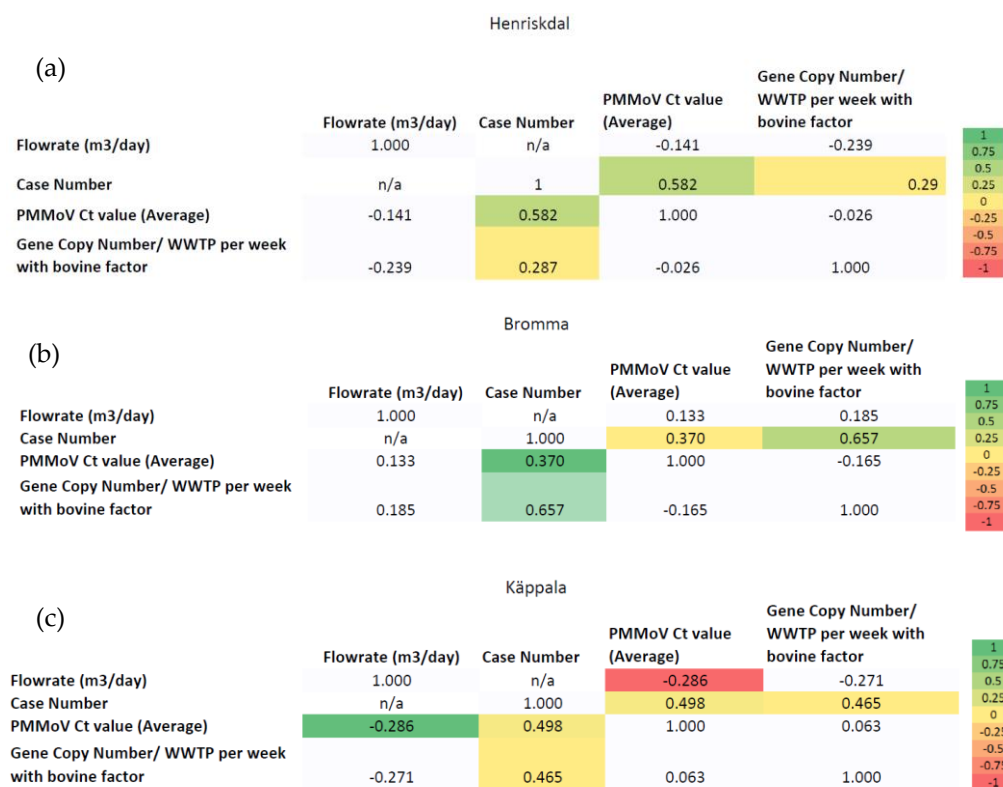 Henriskdal
(a)
Flowrate (m3/day) Case Number PMMoV Ct value (Average) Gene Copy Number/ WWTP per week with bovine factor
Flowrate (m3/day) 1.000 n/a -0.141 -0.239
Case Number n/a 1 0.582 0.29
PMMoV Ct value (Average) -0.141 0.582 1.000 -0.026
Gene Copy Number/ WWTP per week
with bovine factor -0.239 0.287 -0.026 1.000
1
0.75
0.5
0.25
0
-0.25
-0.5
-0.75
-1
Bromma
(b)
Flowrate (m3/day) Case Number PMMoV Ct value (Average) Gene Copy Number/ WWTP per week with bovine factor
Flowrate (m3/day) 1.000 n/a 0.133 0.185
Case Number n/a 1.000 0.370 0.657
PMMoV Ct value (Average) 0.133 0.370 1.000 -0.165
Gene Copy Number/ WWTP per week
with bovine factor 0.185 0.657 -0.165 1.000
1
0.75
0.5
0.25
0
-0.25
-0.5
-0.75
-1
Käppala
(c)
Flowrate (m3/day) Case Number PMMoV Ct value (Average) Gene Copy Number/ WWTP per week with bovine factor
Flowrate (m3/day) 1.000 n/a -0.286 -0.271
Case Number n/a 1.000 0.498 0.465
PMMoV Ct value (Average) -0.286 0.498 1.000 0.063
Gene Copy Number/ WWTP per week
with bovine factor -0.271 0.465 0.063 1.000
1
0.75
0.5
0.25
0
-0.25
-0.5
-0.75
-1